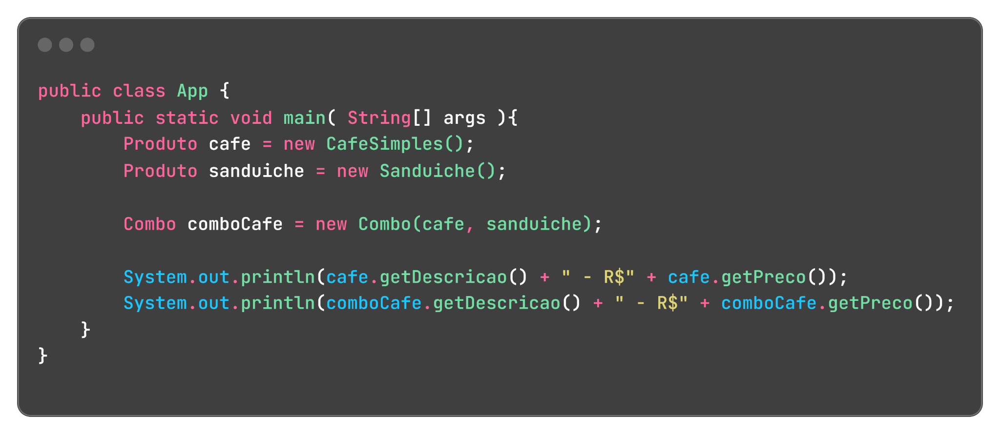 public class App {
    public static void main( String[] args ){
        Produto cafe = new CafeSimples();
        Produto sanduiche = new Sanduiche();

        Combo comboCafe = new Combo(cafe, sanduiche);

        System.out.println(cafe.getDescricao() + " - R$" + cafe.getPreco());
        System.out.println(comboCafe.getDescricao() + " - R$" + comboCafe.getPreco());
    }
}